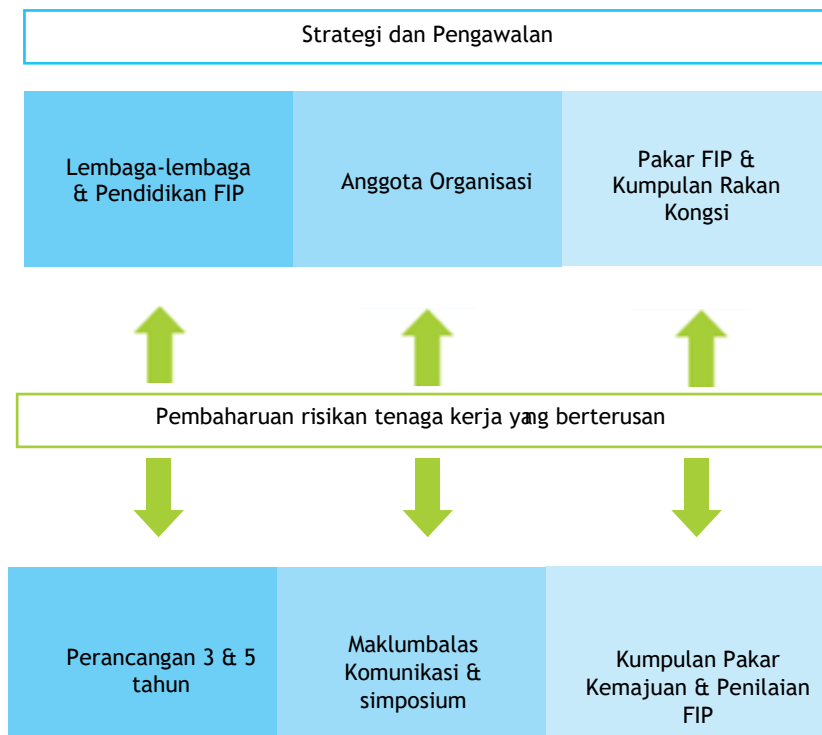 Strategi dan Pengawalan
Lembaga-lembaga
& Pendidikan FIP
Anggota Organisasi
Pakar FIP &
Kumpulan Rakan
Kongsi
Pembaharuan risikan tenaga kerja yang berterusan
Perancangan 3 & 5
tahun
Maklumbalas
Komunikasi &
simposium
Kumpulan Pakar
Kemajuan & Penilaian
FIP